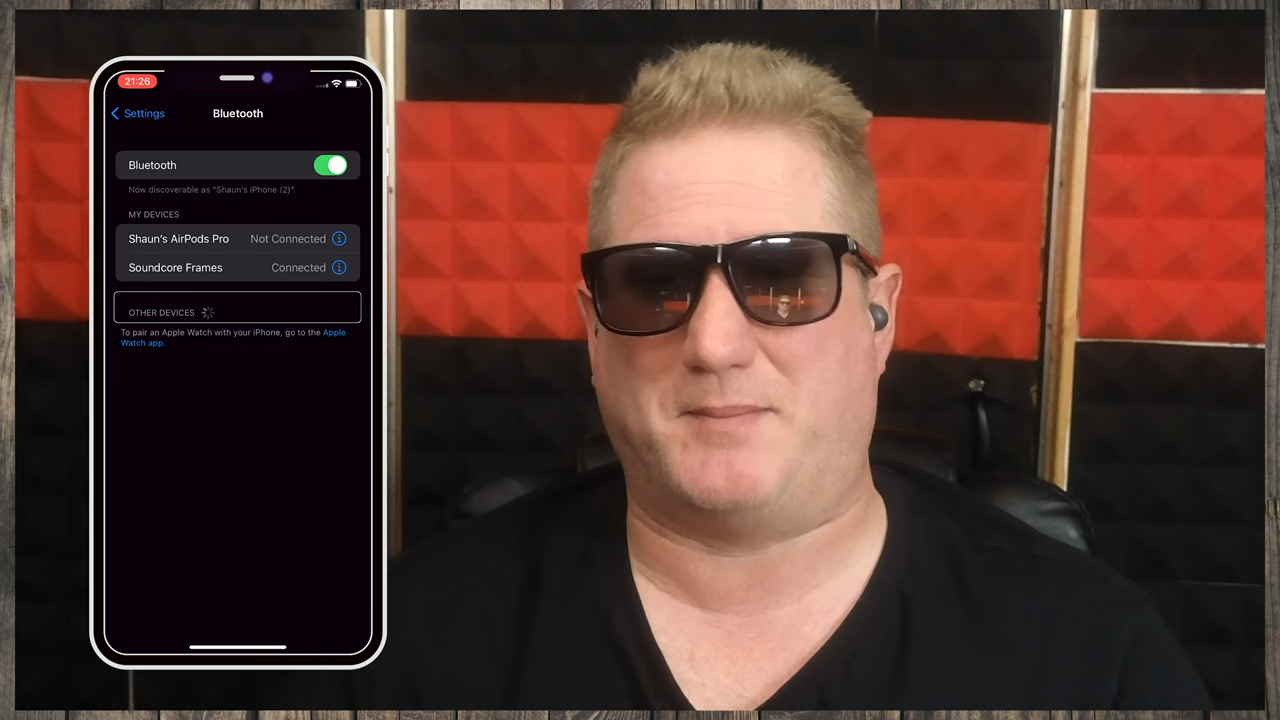 21:26
Settings
Bluetooth
Bluetooth
Now discoverable as “Shaun's iPhone (2)”.
MY DEVICES
Shaun's AirPods Pro Not Connected
Soundcore Frames Connected
OTHER DEVICES
To pair an Apple Watch with your iPhone, go to the Apple
Watch app.